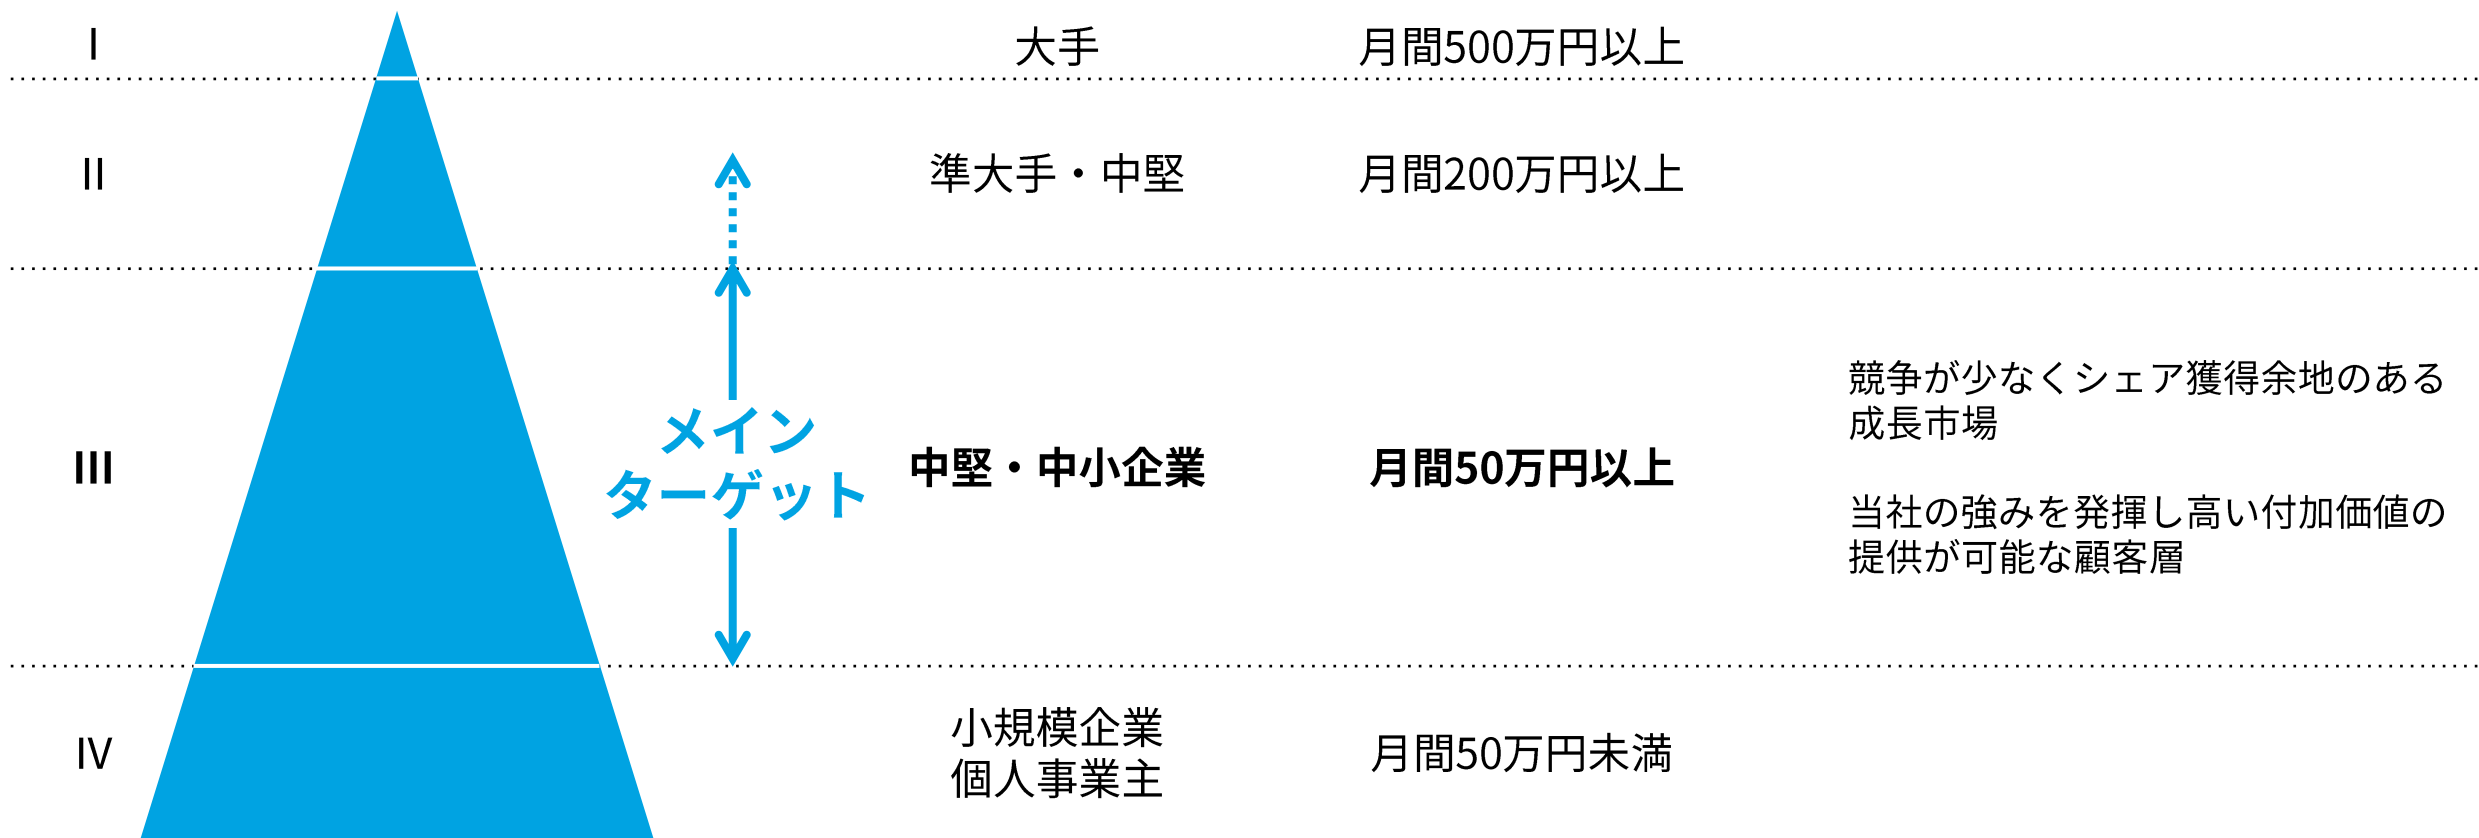 I
大手
月間500万円以上
II
準大手・中堅
月間200万円以上
III
メイン
ターゲット
中堅・中小企業
月間50万円以上
競争が少なくシェア獲得余地のある
成長市場
当社の強みを発揮し高い付加価値の
提供が可能な顧客層
IV
小規模企業
個人事業主
月間50万円未満